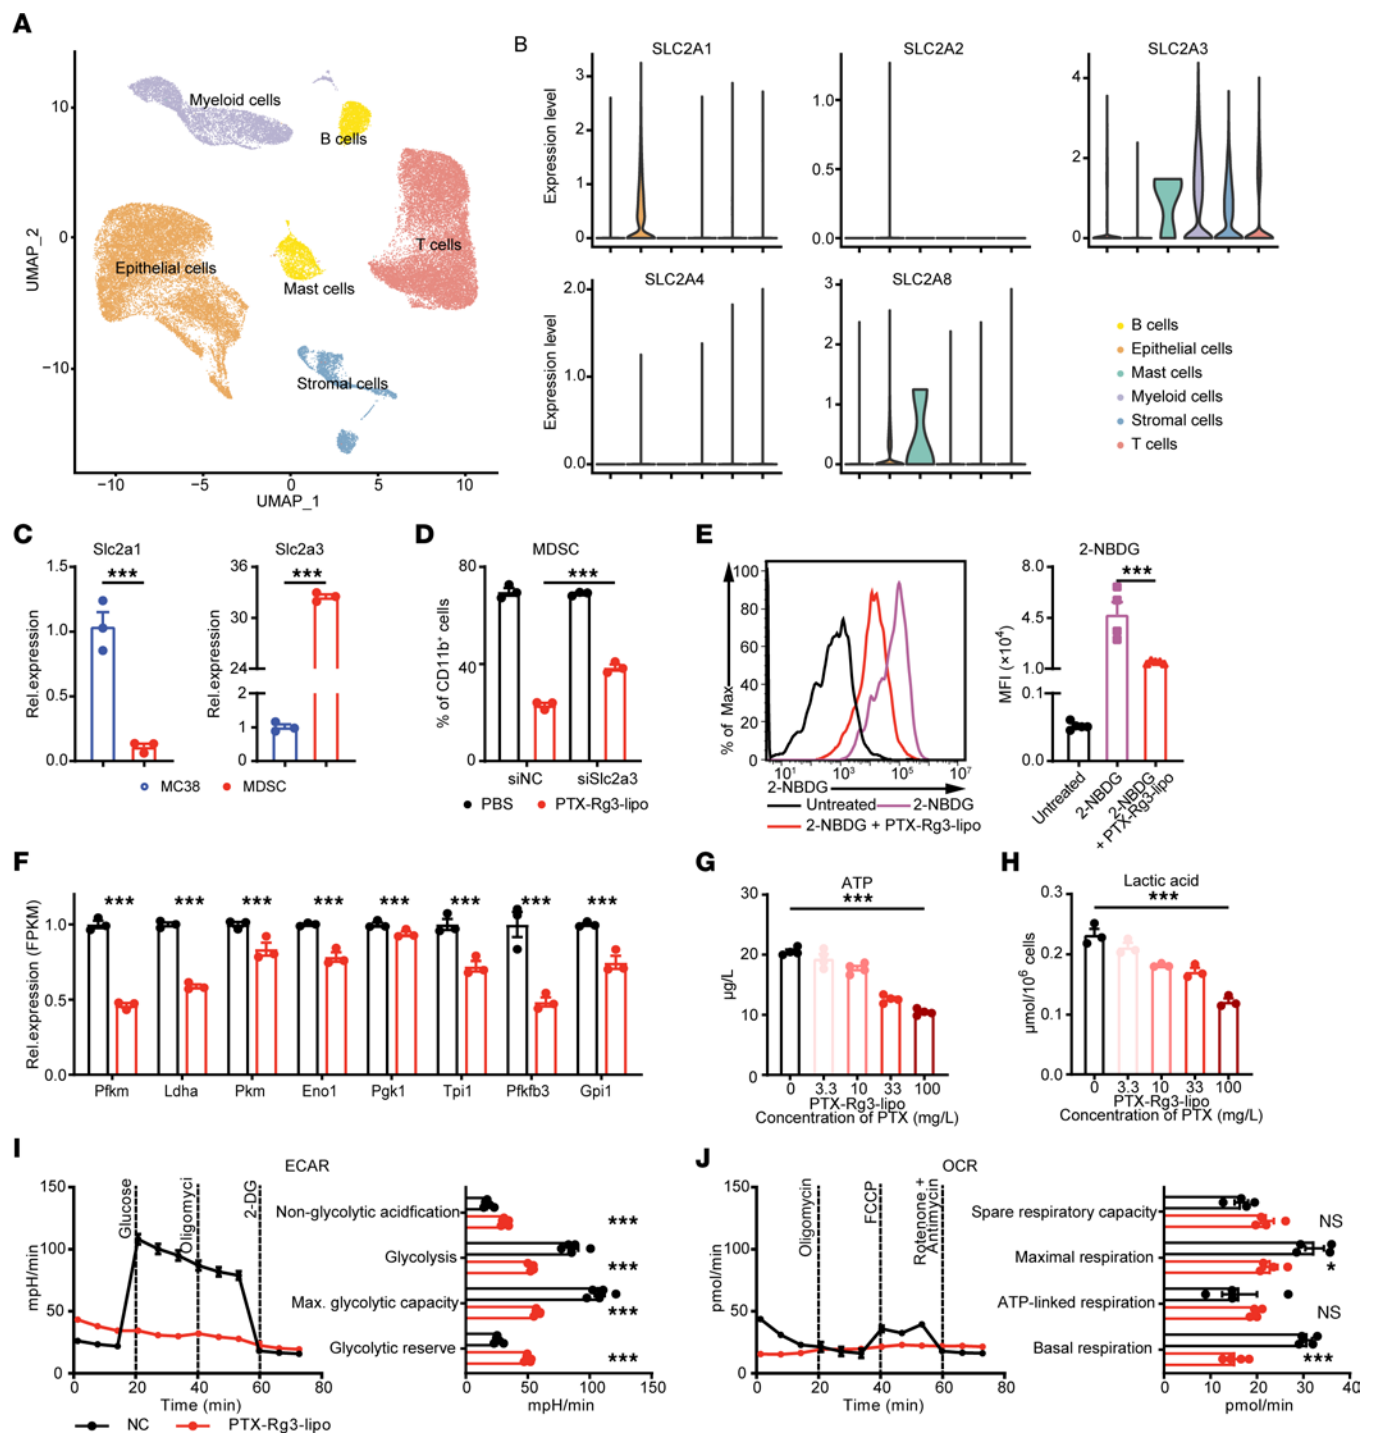 A
UMAP_2
10
0
−10
−10
−5
0
5
10
UMAP_1
Myeloid cells
B cells
T cells
Epithelial cells
Mast cells
Stromal cells
B
SLC2A1
SLC2A2
SLC2A3
Expression level
3
2
1
0
1.0
0.5
0.0
4
2
0
SLC2A4
SLC2A8
Expression level
2.0
1.0
0.0
3
2
1
0
B cells
Epithelial cells
Mast cells
Myeloid cells
Stromal cells
T cells
C
Slc2a1
Slc2a3
Rel.expression
1.5
1.0
0.5
0.0
***
Rel.expression
36
33
30
24
2
1
0
***
MC38
MDSC
D
MDSC
% of CD11b+ cells
80
40
0
***
siNC
siSlc2a3
PBS
PTX-Rg3-lipo
E
% of Max
100
80
60
40
20
0
10¹
10³
10⁵
10⁷
2-NBDG
Untreated
2-NBDG
2-NBDG + PTX-Rg3-lipo
2-NBDG
MFI (×10⁴)
8.0
4.5
1.0
0.1
0.0
***
Untreated
2-NBDG
2-NBDG
+ PTX-Rg3-lipo
F
Rel.expression (FPKM)
1.0
0.5
0.0
*** *** *** *** *** *** *** ***
Pfkm Ldha Pkm Eno1 Pgk1 Tpi1 Pfkfb3 Gpi1
G
ATP
***
µg/L
30
20
10
0
0 3.3 10 33 100
PTX-Rg3-lipo
Concentration of PTX (mg/L)
H
Lactic acid
***
µmol/10⁶ cells
0.3
0.2
0.1
0.0
0 3.3 10 33 100
PTX-Rg3-lipo
Concentration of PTX (mg/L)
I
ECAR
mpH/min
150
100
50
0
Glucose
Oligomyci
2-DG
0 20 40 60 80
Time (min)
NC
PTX-Rg3-lipo
Non-glycolytic acidfication
***
Glycolysis
***
Max. glycolytic capacity
***
Glycolytic reserve
***
0 50 100 150
mpH/min
J
OCR
pmol/min
150
100
50
0
Oligomycin
FCCP
Rotenone +
Antimycin
0 20 40 60 80
Time (min)
Spare respiratory capacity
NS
Maximal respiration
*
ATP-linked respiration
NS
Basal respiration
***
0 10 20 30 40
pmol/min